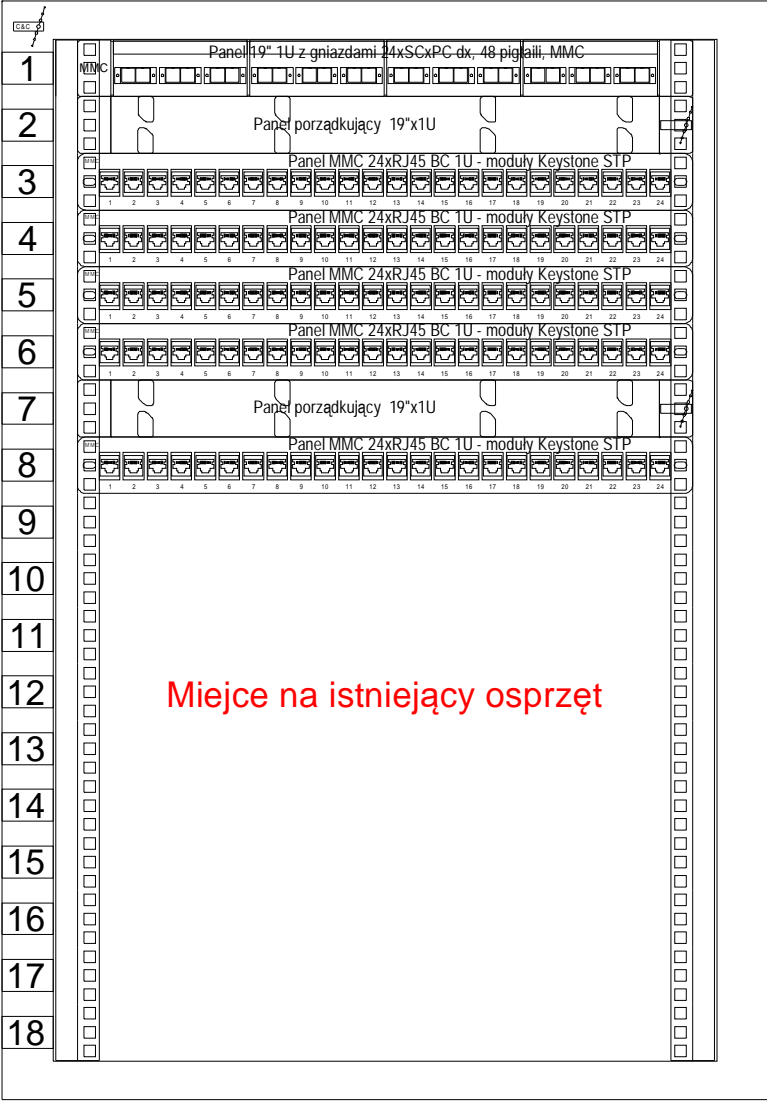 C&C
1
Panel 19" 1U z gniazdami 24xSCxPC dx, 48 pigtaili, MMC
MMC
2
Panel porządkujący 19"x1U
3
MMC
Panel MMC 24xRJ45 BC 1U - moduły Keystone STP
1 2 3 4 5 6 7 8 9 10 11 12 13 14 15 16 17 18 19 20 21 22 23 24
4
MMC
Panel MMC 24xRJ45 BC 1U - moduły Keystone STP
1 2 3 4 5 6 7 8 9 10 11 12 13 14 15 16 17 18 19 20 21 22 23 24
5
MMC
Panel MMC 24xRJ45 BC 1U - moduły Keystone STP
1 2 3 4 5 6 7 8 9 10 11 12 13 14 15 16 17 18 19 20 21 22 23 24
6
MMC
Panel MMC 24xRJ45 BC 1U - moduły Keystone STP
1 2 3 4 5 6 7 8 9 10 11 12 13 14 15 16 17 18 19 20 21 22 23 24
7
Panel porządkujący 19"x1U
8
MMC
Panel MMC 24xRJ45 BC 1U - moduły Keystone STP
1 2 3 4 5 6 7 8 9 10 11 12 13 14 15 16 17 18 19 20 21 22 23 24
9
10
11
12
Miejce na istniejący osprzęt
13
14
15
16
17
18